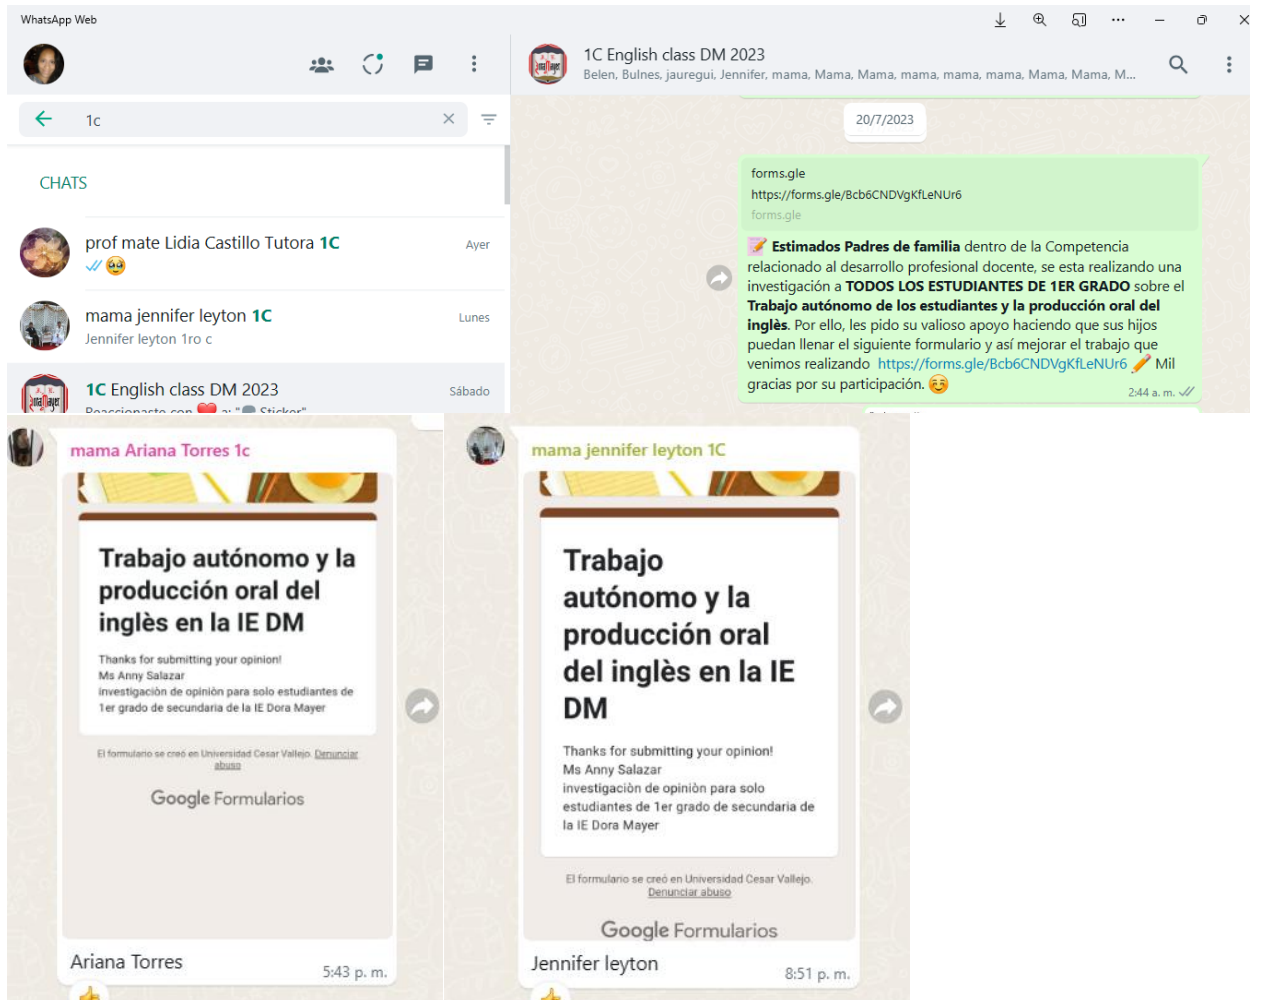 WhatsApp Web
1c
CHATS
prof mate Lidia Castillo Tutora 1C
Ayer
mama jennifer leyton 1C
Lunes
Jennifer leyton 1ro c
1C English class DM 2023
Sábado
Reaccionaste con ❤️ a: "Sticker"
1C English class DM 2023
Belen, Bulnes, jauregui, Jennifer, mama, Mama, Mama, mama, mama, mama, Mama, Mama, M...
20/7/2023
forms.gle
https://forms.gle/Bcb6CNDVgKfLeNUr6
forms.gle
📝 Estimados Padres de familia dentro de la Competencia
relacionado al desarrollo profesional docente, se esta realizando una
investigación a TODOS LOS ESTUDIANTES DE 1ER GRADO sobre el
Trabajo autónomo de los estudiantes y la producción oral del
inglès. Por ello, les pido su valioso apoyo haciendo que sus hijos
puedan llenar el siguiente formulario y así mejorar el trabajo que
venimos realizando https://forms.gle/Bcb6CNDVgKfLeNUr6 ✏️ Mil
gracias por su participación. ☺️
2:44 a. m.
mama Ariana Torres 1c
Trabajo autónomo y la
producción oral del
inglès en la IE DM
Thanks for submitting your opinion!
Ms Anny Salazar
investigaciòn de opiniòn para solo estudiantes de
1er grado de secundaria de la IE Dora Mayer
El formulario se creó en Universidad Cesar Vallejo. Denunciar
abuso
Google Formularios
Ariana Torres
5:43 p. m.
mama jennifer leyton 1C
Trabajo
autónomo y la
producción oral
del inglès en la IE
DM
Thanks for submitting your opinion!
Ms Anny Salazar
investigaciòn de opiniòn para solo
estudiantes de 1er grado de secundaria de
la IE Dora Mayer
El formulario se creó en Universidad Cesar Vallejo.
Denunciar abuso
Google Formularios
Jennifer leyton
8:51 p. m.